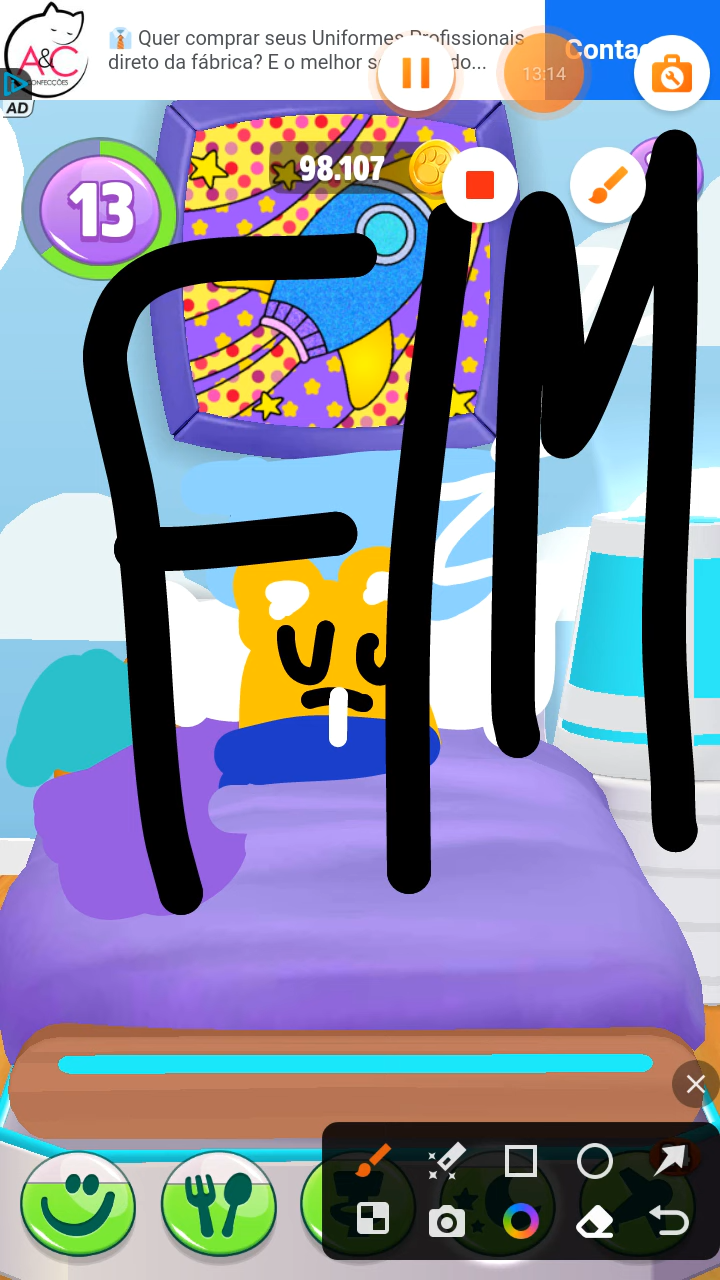 A&C
CONFECÇÕES
👔 Quer comprar seus Uniformes Profissionais
direto da fábrica? E o melhor
Conta
AD
13:14
13
98.107
FIM